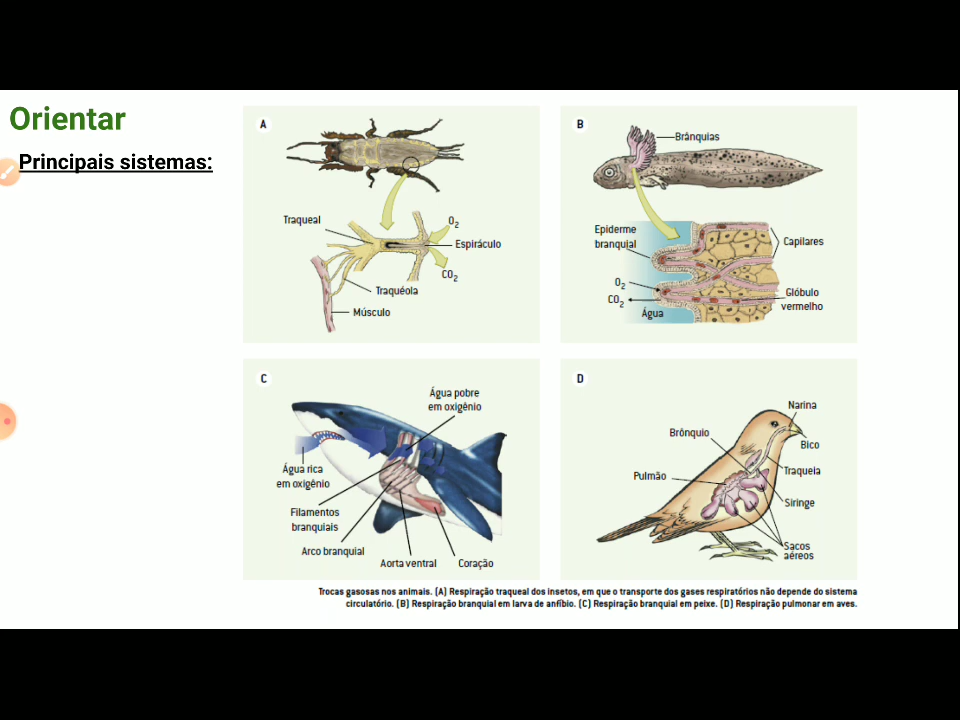 Orientar
Principais sistemas:
A
Traqueal
O2
Espiráculo
CO2
Traquéola
Músculo
B
Brânquias
Epiderme
branquial
Capilares
O2
CO2
Glóbulo
vermelho
Água
C
Água pobre
em oxigênio
Água rica
em oxigênio
Filamentos
branquiais
Arco branquial
Aorta ventral
Coração
D
Narina
Brônquio
Bico
Traqueia
Pulmão
Siringe
Sacos
aéreos
Trocas gasosas nos animais. (A) Respiração traqueal dos insetos, em que o transporte dos gases respiratórios não depende do sistema
circulatório. (B) Respiração branquial em larva de anfíbio. (C) Respiração branquial em peixe. (D) Respiração pulmonar em aves.